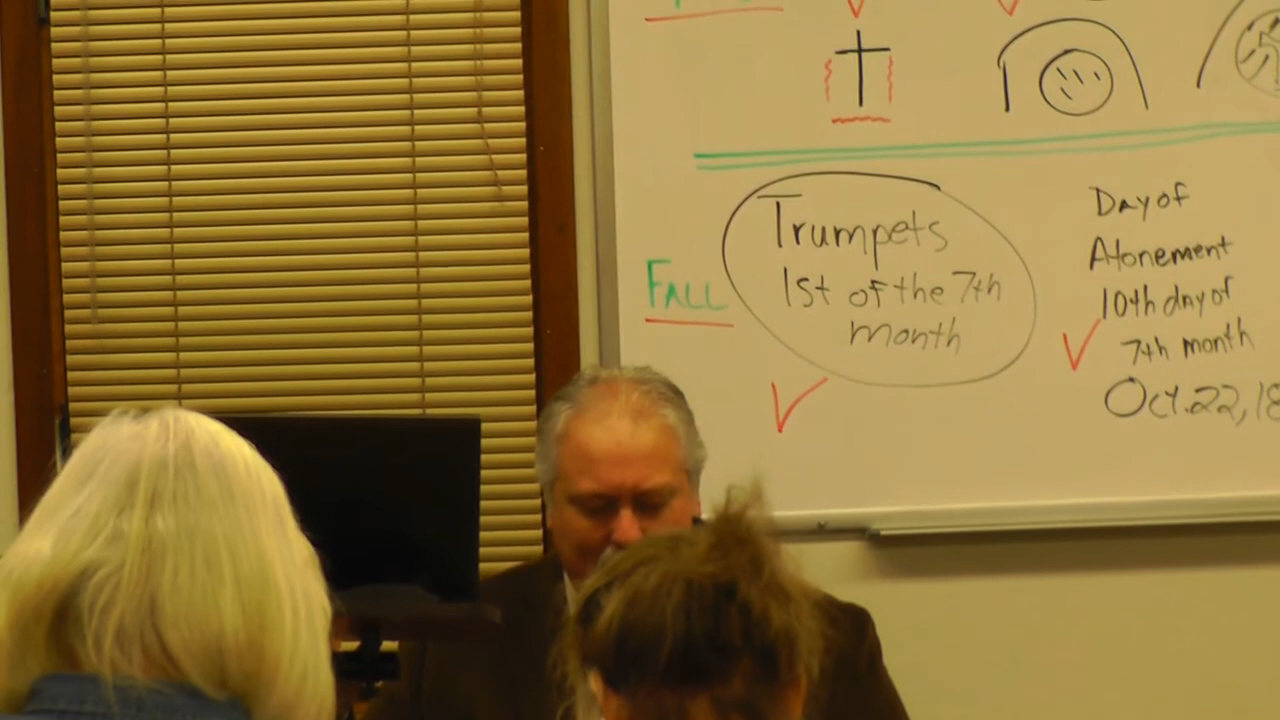 Trumpets
1st of the 7th
month
FALL
Day of
Atonement
10th day of
7th month
Oct. 22, 18